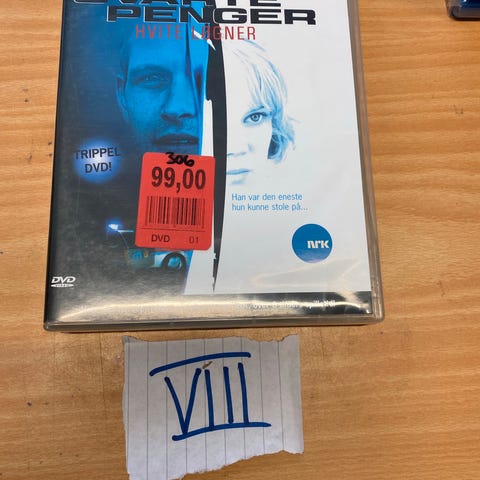 PENGER
HVITE LØGNER
TRIPPEL
DVD!
306
99,00
DVD 01
Han var den eneste
hun kunne stole på...
NRK
DVD
VIDEO
VIII